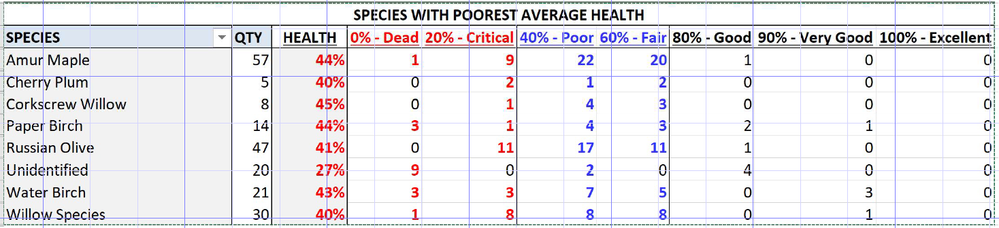 SPECIES WITH POOREST AVERAGE HEALTH
SPECIES QTY HEALTH 0% - Dead 20% - Critical 40% - Poor 60% - Fair 80% - Good 90% - Very Good 100% - Excellent
Amur Maple 57 44% 1 9 22 20 1 0 0
Cherry Plum 5 40% 0 2 1 2 0 0 0
Corkscrew Willow 8 45% 0 1 4 3 0 0 0
Paper Birch 14 44% 3 1 4 3 2 1 0
Russian Olive 47 41% 0 11 17 11 1 0 0
Unidentified 20 27% 9 0 2 0 4 0 0
Water Birch 21 43% 3 3 7 5 0 3 0
Willow Species 30 40% 1 8 8 8 0 1 0